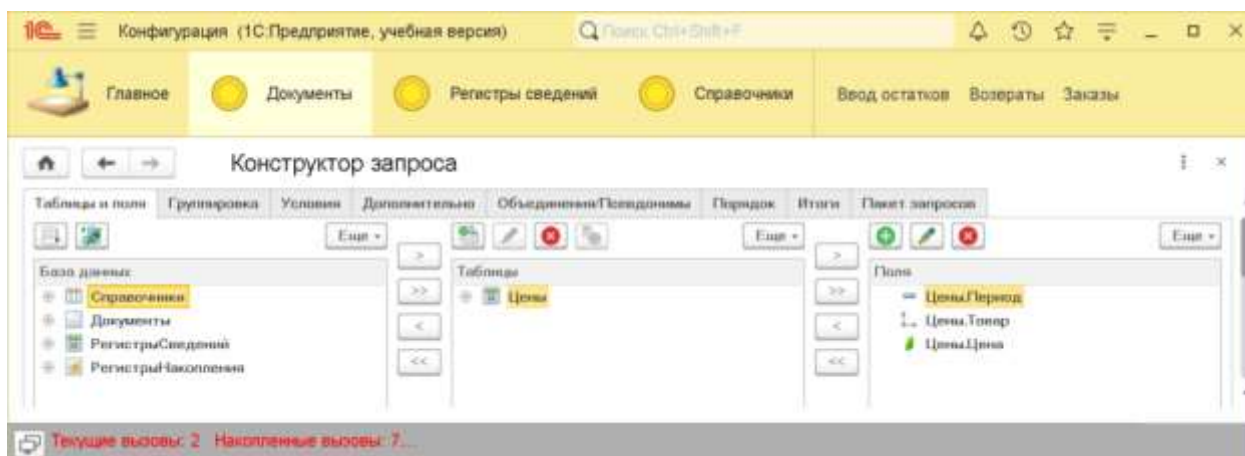 1С Конфигурация (1С:Предприятие, учебная версия) Поиск Ctrl+Shift+F
Главное Документы Регистры сведений Справочники Ввод остатков Возвраты Заказы
Конструктор запроса
Таблицы и поля Группировка Условия Дополнительно Объединения/Псевдонимы Порядок Итоги Пакет запросов
Еще Еще Еще
База данных Таблицы Поля
Справочники Цены Цены.Период
Документы Цены.Товар
РегистрыСведений Цены.Цена
РегистрыНакопления
> >> < << > >> < <<
Текущие вызовы: 2 Накопленные вызовы: 7...